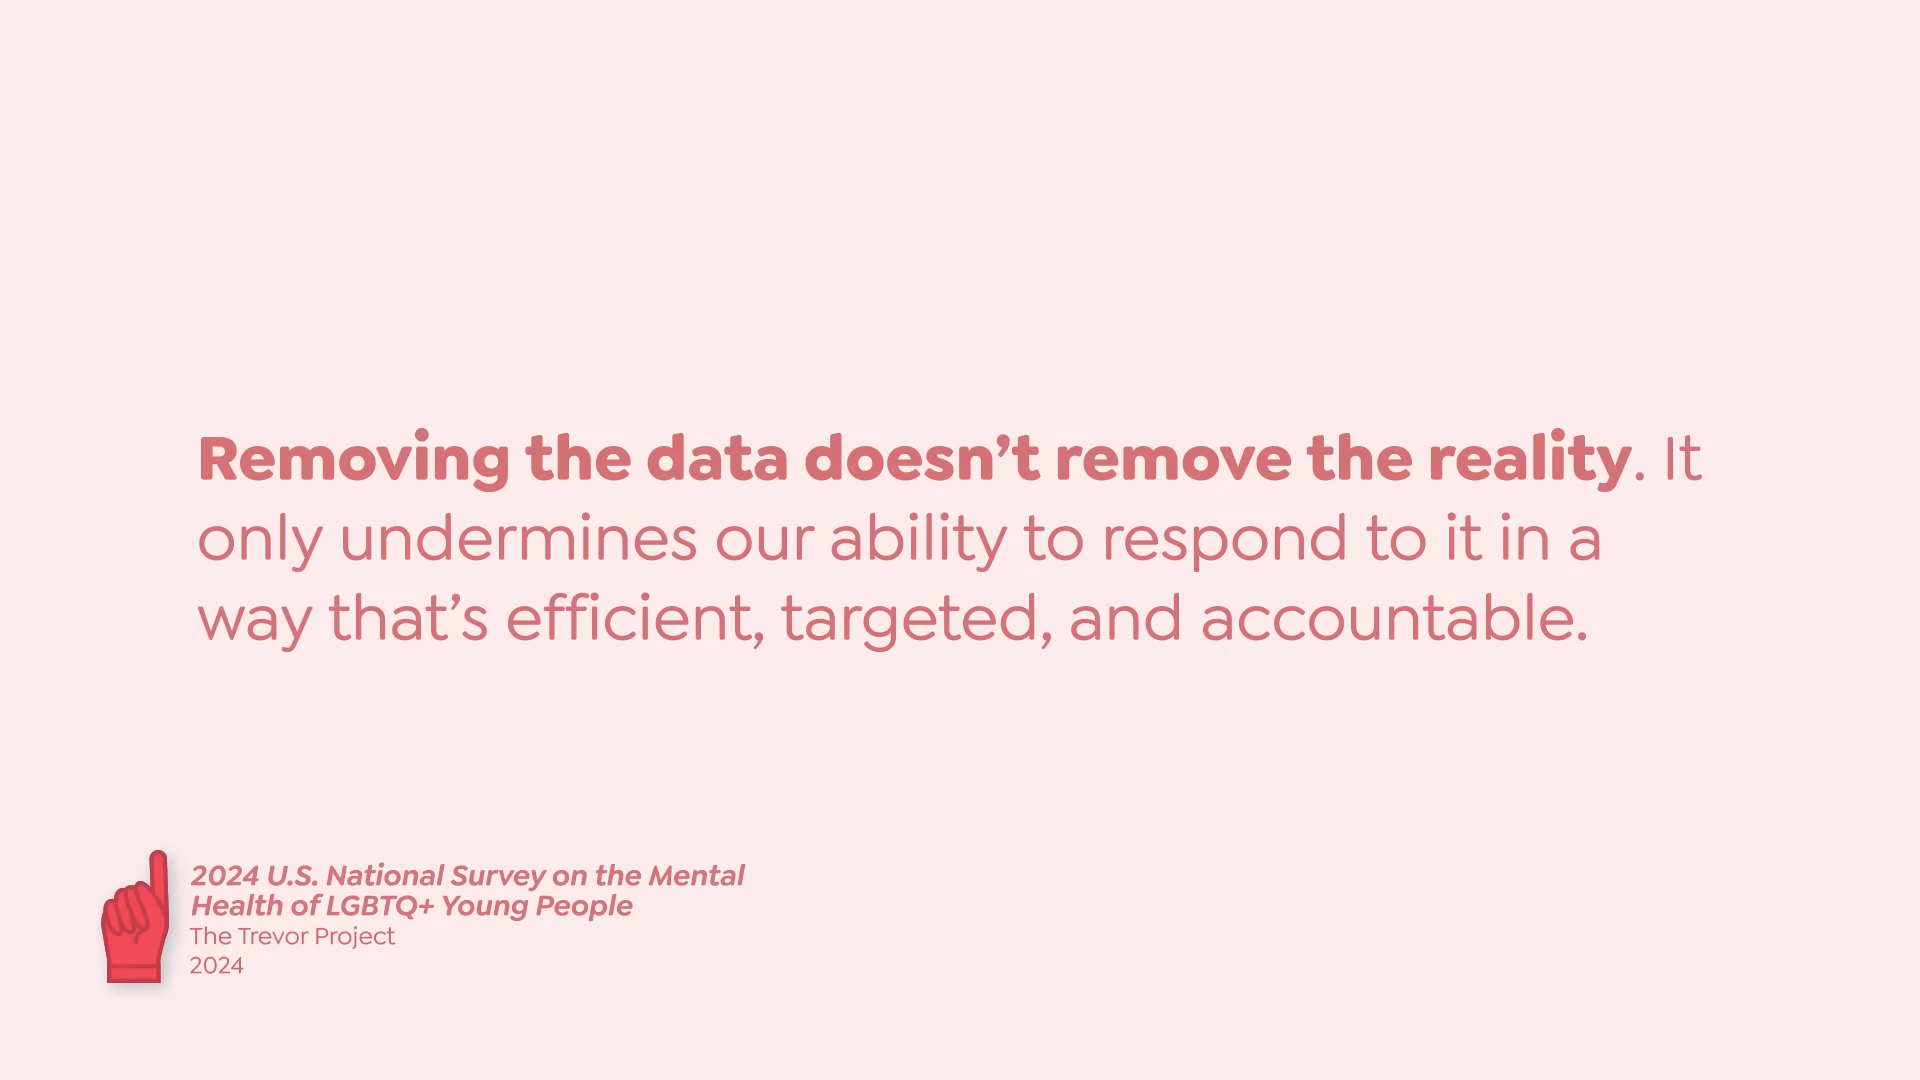 Removing the data doesn’t remove the reality. It
only undermines our ability to respond to it in a
way that’s efficient, targeted, and accountable.
2024 U.S. National Survey on the Mental
Health of LGBTQ+ Young People
The Trevor Project
2024